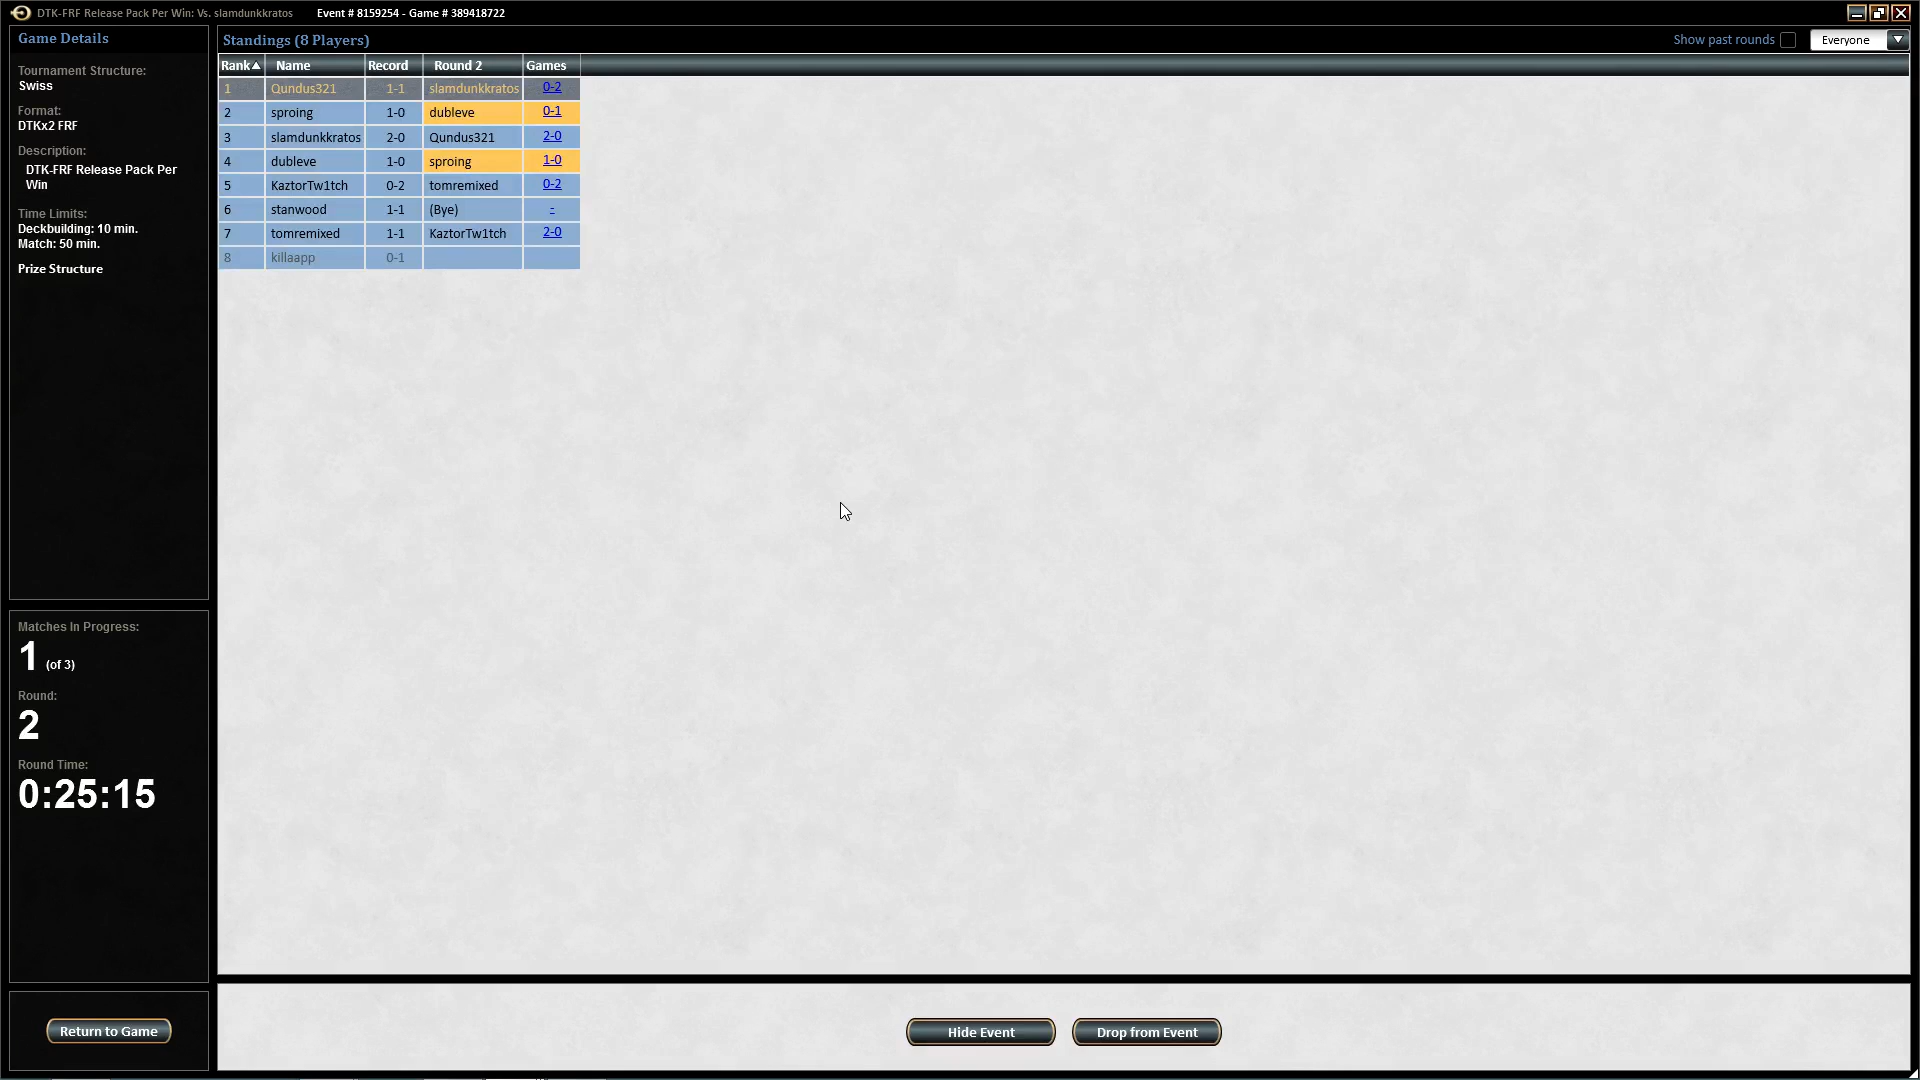 DTK-FRF Release Pack Per Win: Vs. slamdunkkratos Event # 8159254 - Game # 389418722
Game Details
Tournament Structure:
Swiss
Format:
DTKx2 FRF
Description:
DTK-FRF Release Pack Per
Win
Time Limits:
Deckbuilding: 10 min.
Match: 50 min.
Prize Structure
Matches In Progress:
1 (of 3)
Round:
2
Round Time:
0:25:15
Return to Game
Standings (8 Players)
Show past rounds
Everyone
Rank Name Record Round 2 Games
1 Qundus321 1-1 slamdunkkratos 0-2
2 sproing 1-0 dubleve 0-1
3 slamdunkkratos 2-0 Qundus321 2-0
4 dubleve 1-0 sproing 1-0
5 KaztorTw1tch 0-2 tomremixed 0-2
6 stanwood 1-1 (Bye) -
7 tomremixed 1-1 KaztorTw1tch 2-0
8 killaapp 0-1
Hide Event
Drop from Event